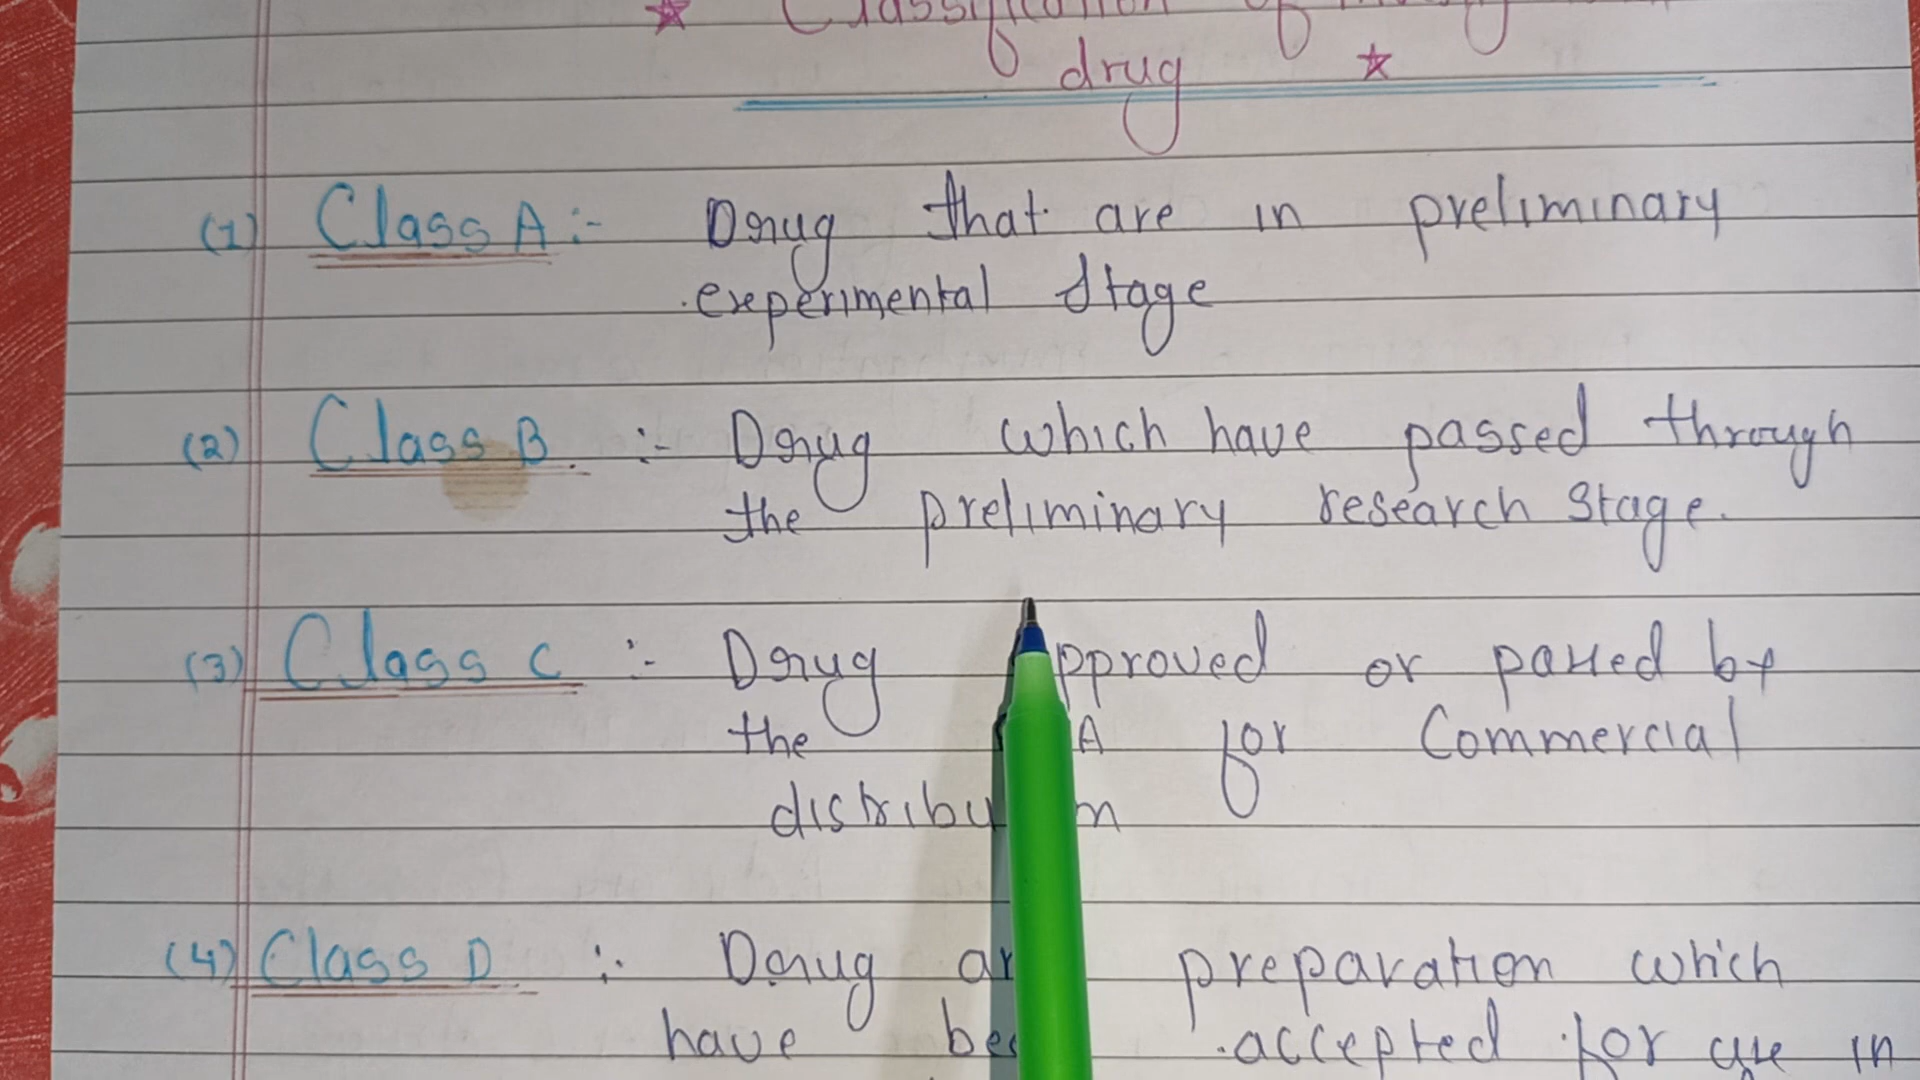 Classification of
drug
(1) Class A :- Drug that are in preliminary
experimental stage
(2) Class B :- Drug which have passed through
the preliminary research stage.
(3) Class C :- Drug pproved or passed by
the A for Commercial
distribu n
(4) Class D :- Drug preparation which
have accepted for use in